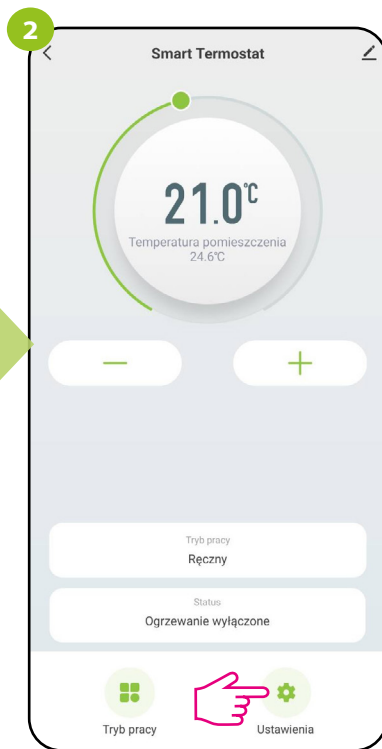 2
Smart Termostat
21.0°C
Temperatura pomieszczenia
24.6°C
Tryb pracy
Ręczny
Status
Ogrzewanie wyłączone
Tryb pracy
Ustawienia